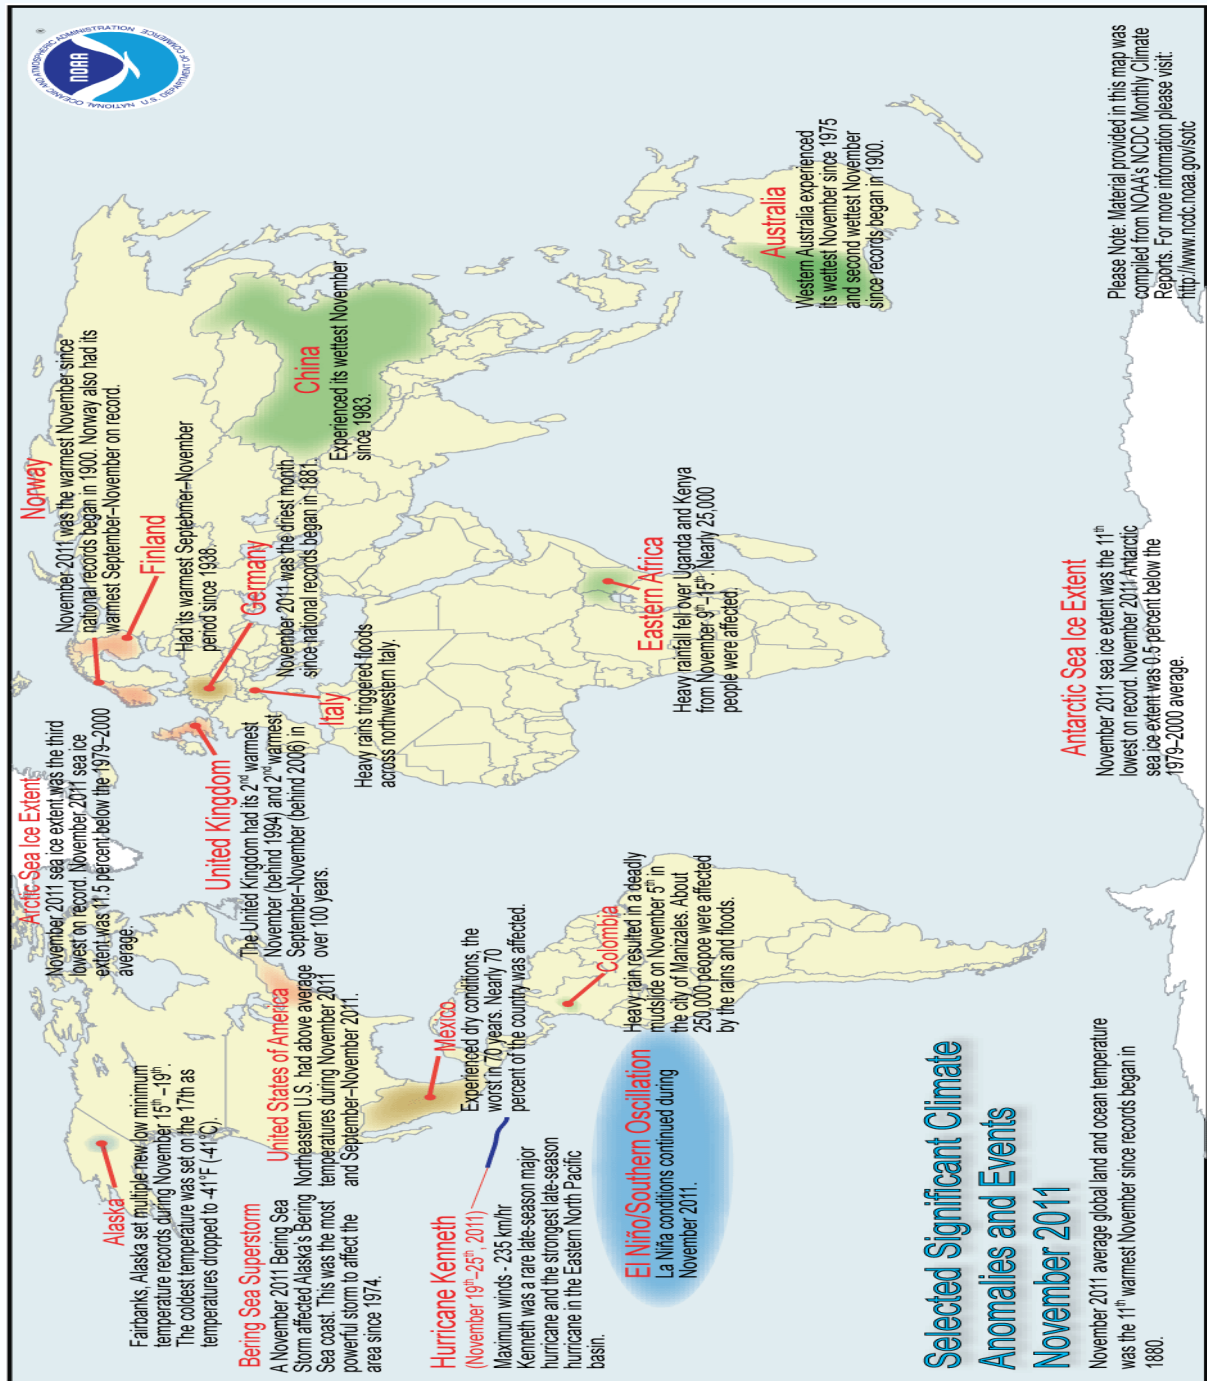 NATIONAL OCEANIC AND ATMOSPHERIC ADMINISTRATION
U.S. DEPARTMENT OF COMMERCE
NOAA
Arctic Sea Ice Extent
November 2011 sea ice extent was the third
lowest on record. November 2011 sea ice
extent was 11.5 percent below the 1979–2000
average.
Norway
November 2011 was the warmest November since
national records began in 1900. Norway also had its
warmest September–November on record.
Finland
Had its warmest Septebmer–November
period since 1938.
Germany
November 2011 was the driest month
since national records began in 1881.
Alaska
Fairbanks, Alaska set multiple new low minimum
temperature records during November 15th –19th.
The coldest temperature was set on the 17th as
temperatures dropped to -41°F (-41°C).
United Kingdom
The United Kingdom had its 2nd warmest
November (behind 1994) and 2nd warmest
September–November (behind 2006) in
over 100 years.
Italy
Heavy rains triggered floods
across northwestern Italy.
China
Experienced its wettest November
since 1983.
Bering Sea Superstorm
A November 2011 Bering Sea
Storm affected Alaska's Bering
Sea coast. This was the most
powerful storm to affect the
area since 1974.
United States of America
Northeastern U.S. had above average
temperatures during November 2011
and September–November 2011.
Mexico
Experienced dry conditions, the
worst in 70 years. Nearly 70
percent of the country was affected.
Hurricane Kenneth
(November 19th–25th, 2011)
Maximum winds - 235 km/hr
Kenneth was a rare late-season major
hurricane and the strongest late-season
hurricane in the Eastern North Pacific
basin.
Colombia
Heavy rain resulted in a deadly
mudside on November 5th in
the city of Manizales. About
250,000 peopoe were affected
by the rains and floods.
Eastern Africa
Heavy rainfall fell over Uganda and Kenya
from November 9th–15th. Nearly 25,000
people were affected.
Australia
Western Australia experienced
its wettest November since 1975
and second wettest November
since records began in 1900.
El Niño/Southern Oscillation
La Niña conditions continued during
November 2011.
Selected Significant Climate
Anomalies and Events
November 2011
November 2011 average global land and ocean temperature
was the 11th warmest November since records began in
1880.
Antarctic Sea Ice Extent
November 2011 sea ice extent was the 11th
lowest on record. November 2011 Antarctic
sea ice extent was 0.5 percent below the
1979–2000 average.
Please Note: Material provided in this map was
compiled from NOAA's NCDC Monthly Climate
Reports. For more information please visit:
http://www.ncdc.noaa.gov/sotc